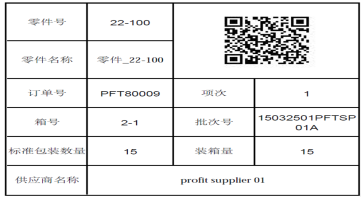 零件号 22-100
零件名称 零件_22-100
订单号 PFT80009 项次 1
箱号 2-1 批次号 15032501PFTSP
01A
标准包装数量 15 装箱量 15
供应商名称 profit supplier 01